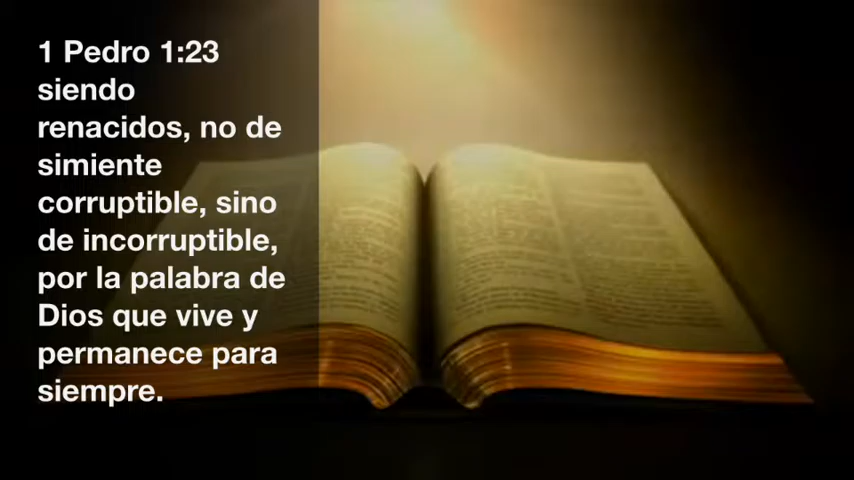 1 Pedro 1:23
siendo
renacidos, no de
simiente
corruptible, sino
de incorruptible,
por la palabra de
Dios que vive y
permanece para
siempre.